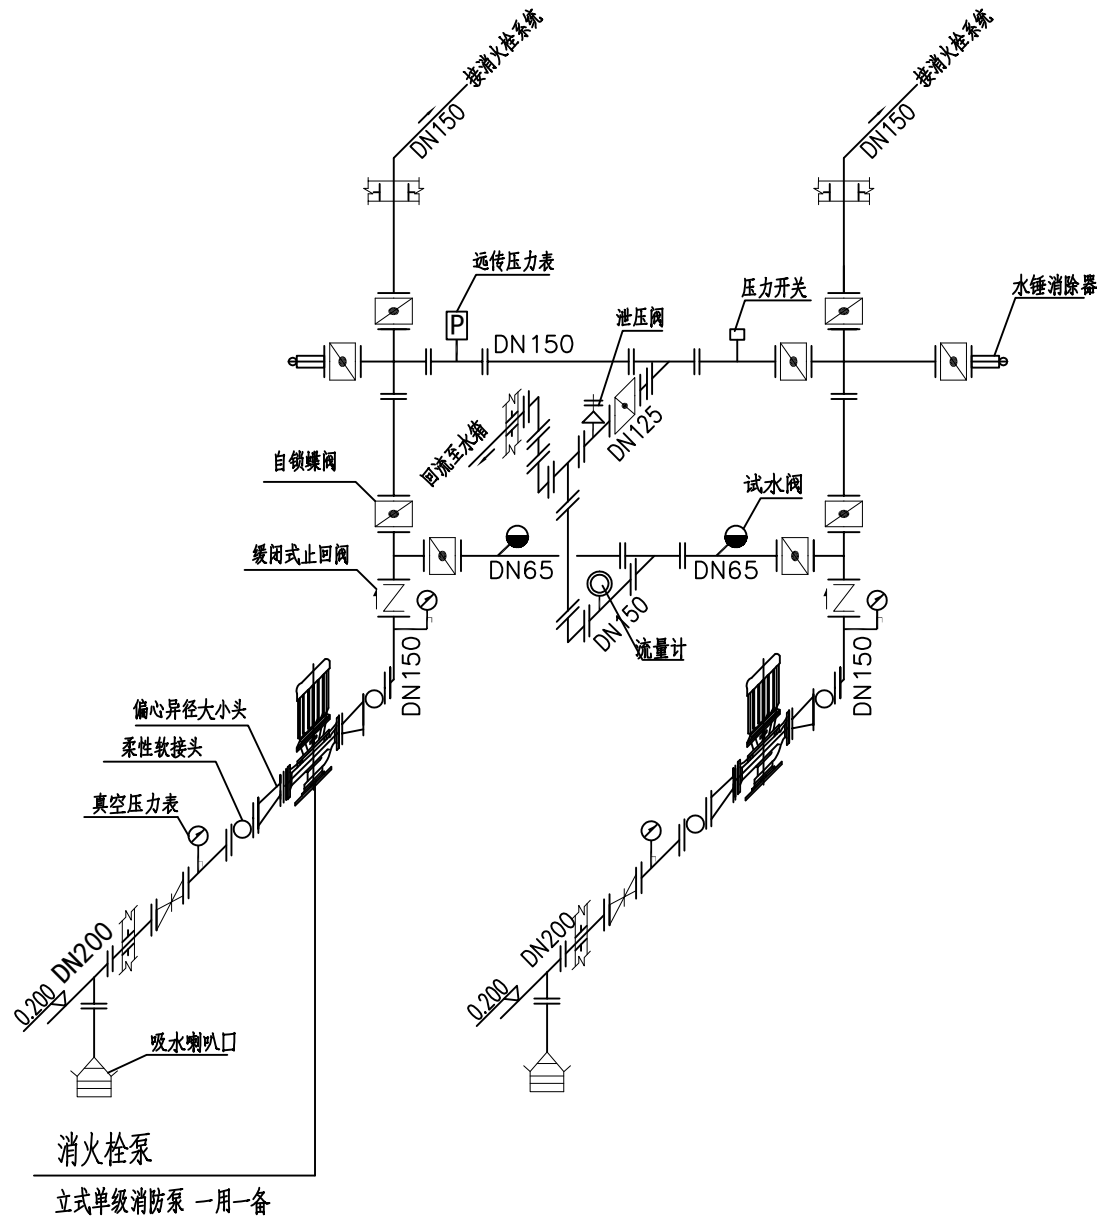 接消火栓系统
接消火栓系统
DN150
DN150
远传压力表
压力开关
水锤消除器
泄压阀
P
DN150
DN125
回流至水箱
自锁蝶阀
试水阀
缓闭式止回阀
DN65
DN65
DN150
流量计
DN150
DN150
偏心异径大小头
柔性软接头
真空压力表
DN200
DN200
0.200
0.200
吸水喇叭口
消火栓泵
立式单级消防泵 一用一备